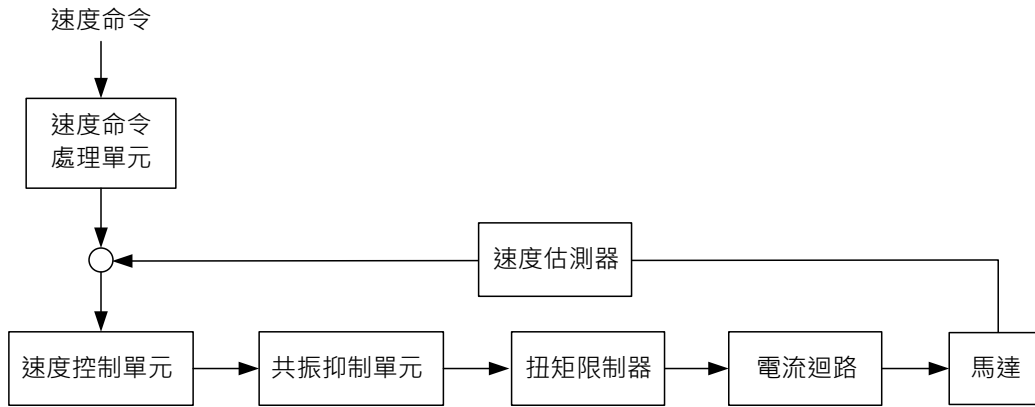 速度命令
速度命令
處理單元
速度估測器
速度控制單元
共振抑制單元
扭矩限制器
電流迴路
馬達